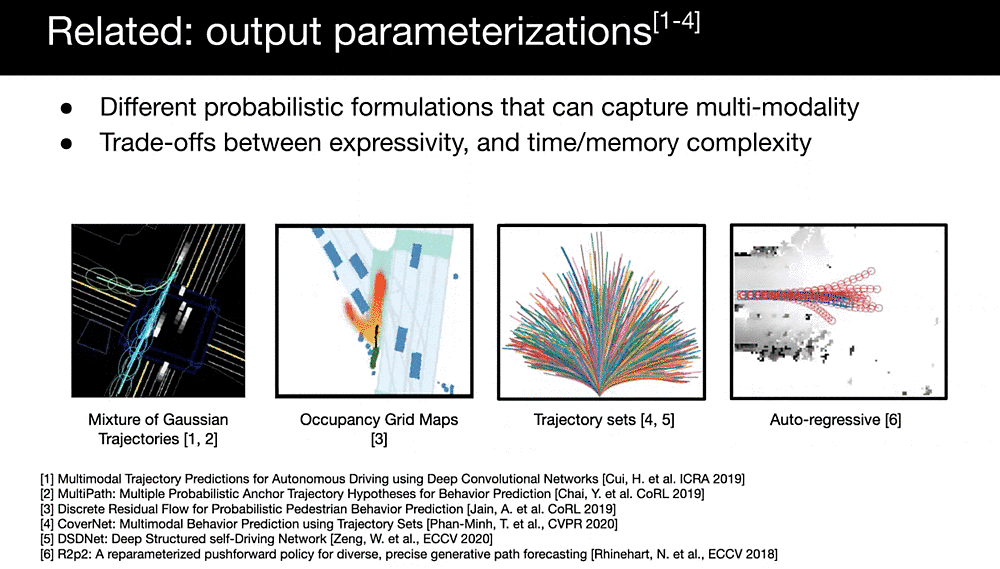 Related: output parameterizations[1-4]
● Different probabilistic formulations that can capture multi-modality
● Trade-offs between expressivity, and time/memory complexity
Mixture of Gaussian
Trajectories [1, 2]
Occupancy Grid Maps
[3]
Trajectory sets [4, 5]
Auto-regressive [6]
[1] Multimodal Trajectory Predictions for Autonomous Driving using Deep Convolutional Networks [Cui, H. et al. ICRA 2019]
[2] MultiPath: Multiple Probabilistic Anchor Trajectory Hypotheses for Behavior Prediction [Chai, Y. et al. CoRL 2019]
[3] Discrete Residual Flow for Probabilistic Pedestrian Behavior Prediction [Jain, A. et al. CoRL 2019]
[4] CoverNet: Multimodal Behavior Prediction using Trajectory Sets [Phan-Minh, T. et al., CVPR 2020]
[5] DSDNet: Deep Structured self-Driving Network [Zeng, W. et al., ECCV 2020]
[6] R2p2: A reparameterized pushforward policy for diverse, precise generative path forecasting [Rhinehart, N. et al., ECCV 2018]